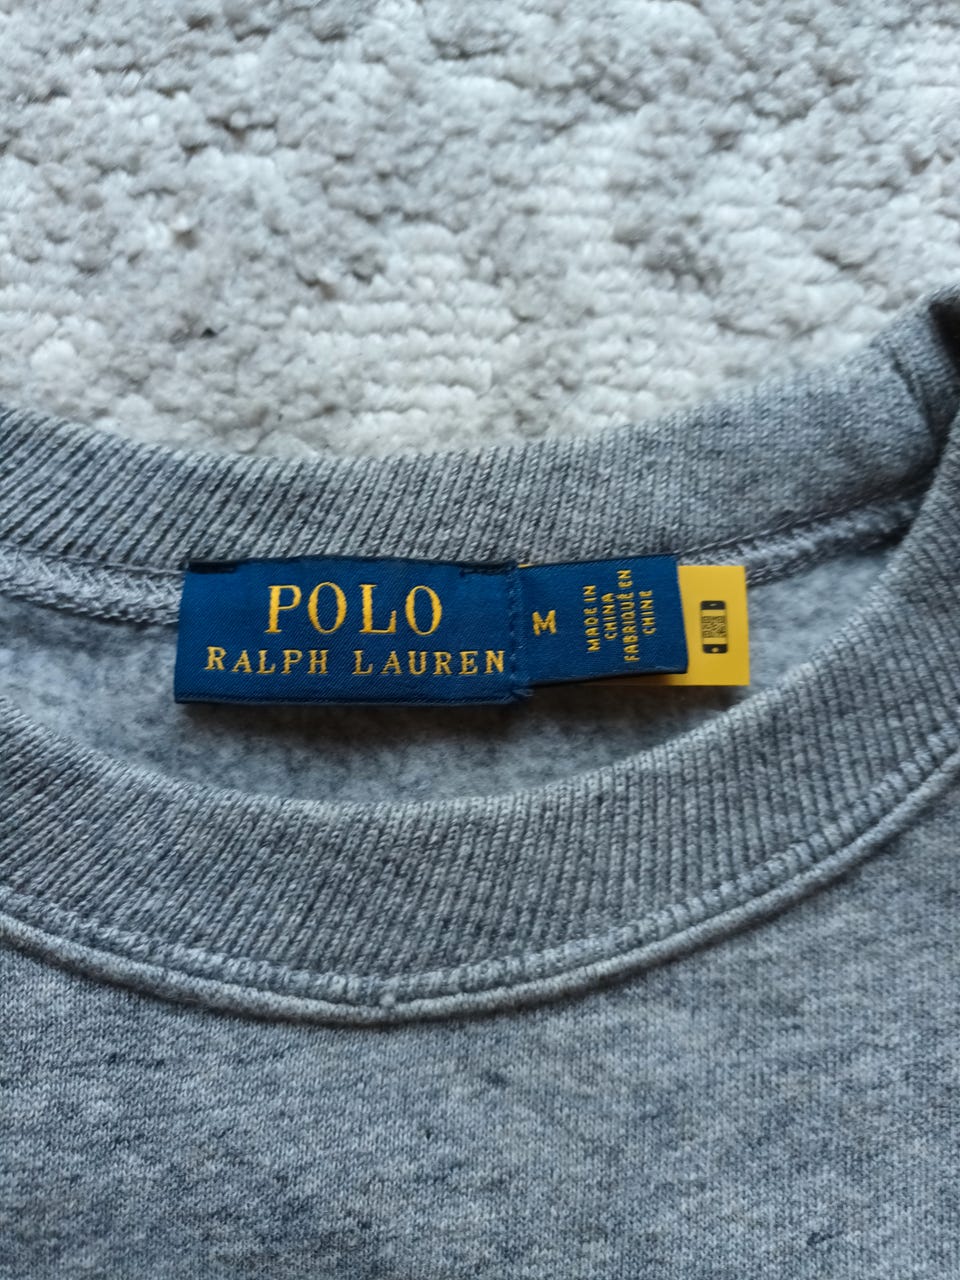 POLO
RALPH LAUREN
M
MADE IN
CHINA
FABRIQUÉ EN
CHINE